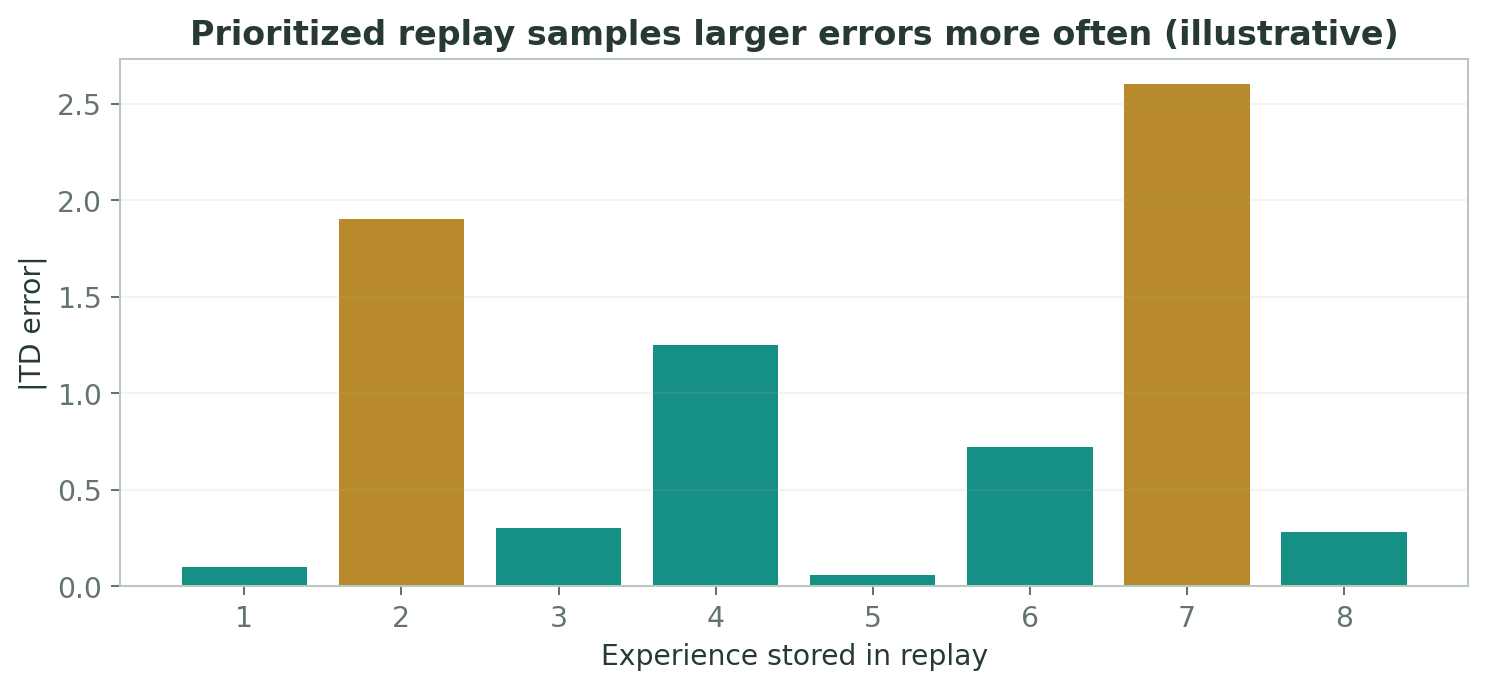 Prioritized replay samples larger errors more often (illustrative)
|TD error|
2.5
2.0
1.5
1.0
0.5
0.0
1 2 3 4 5 6 7 8
Experience stored in replay